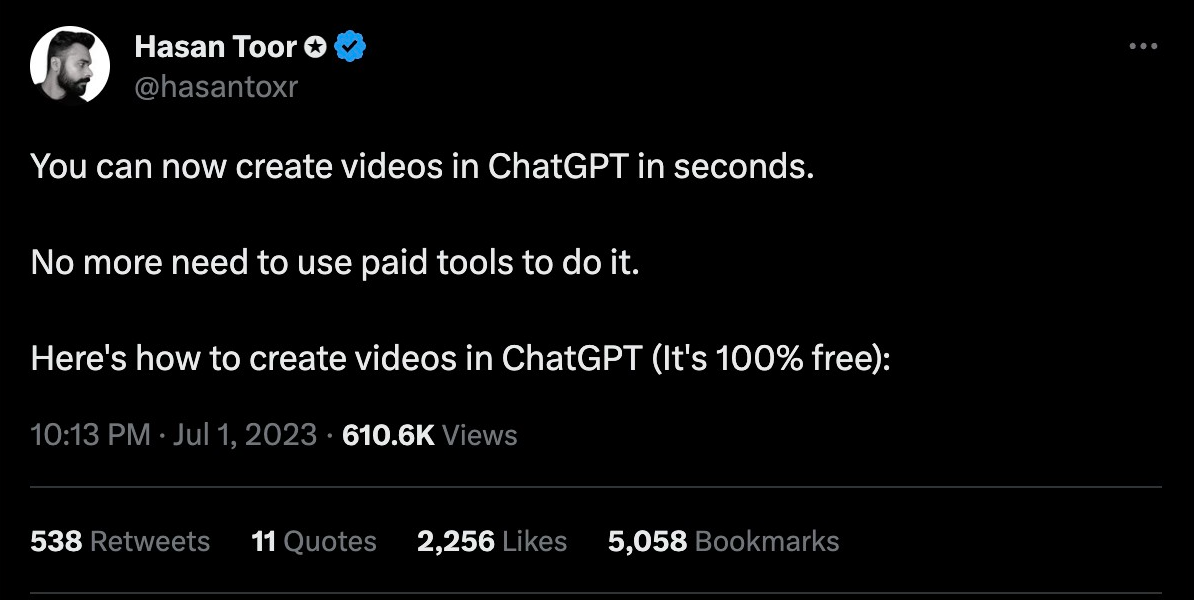 Hasan Toor
@hasantoxr
You can now create videos in ChatGPT in seconds.
No more need to use paid tools to do it.
Here's how to create videos in ChatGPT (It's 100% free):
10:13 PM · Jul 1, 2023 · 610.6K Views
538 Retweets 11 Quotes 2,256 Likes 5,058 Bookmarks